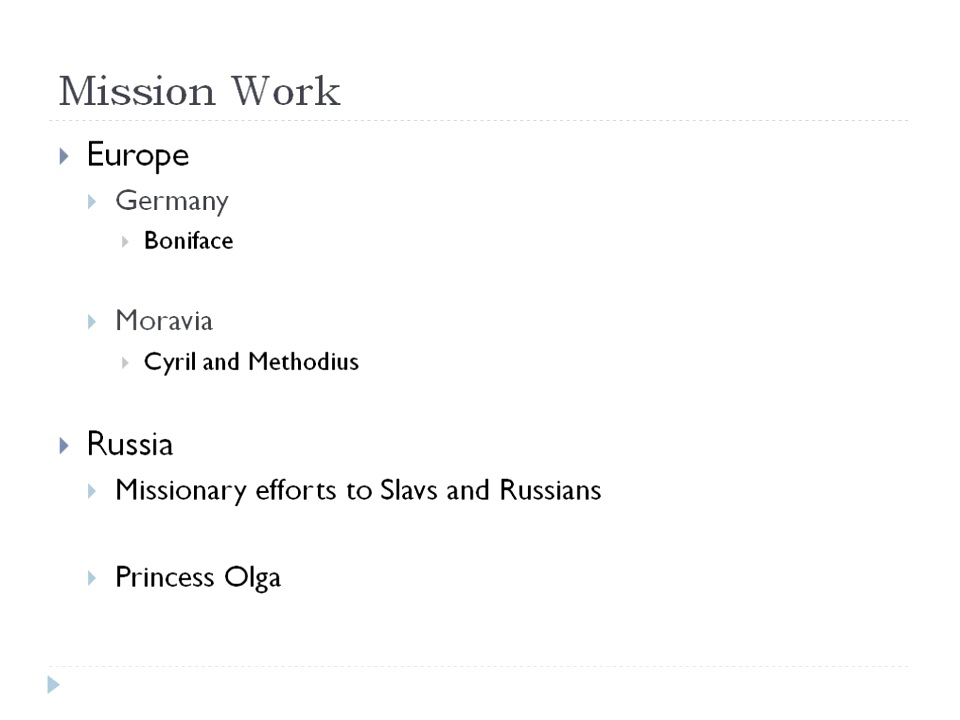 Mission Work
Europe
Germany
Boniface
Moravia
Cyril and Methodius
Russia
Missionary efforts to Slavs and Russians
Princess Olga